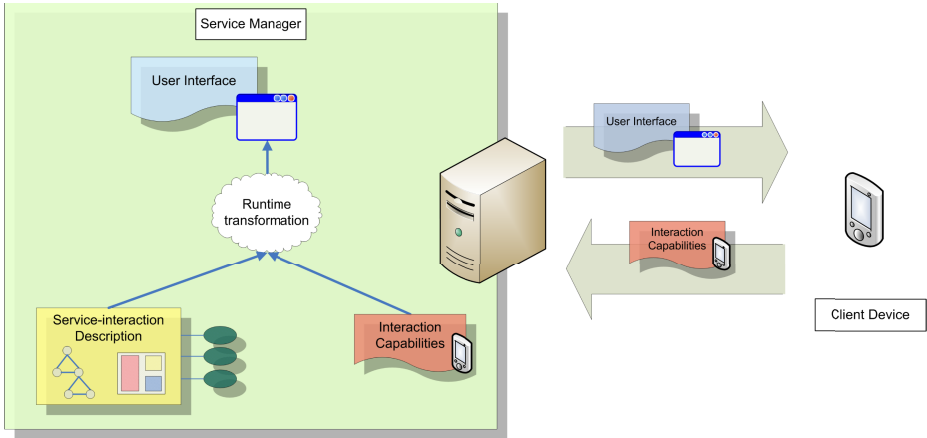 Service Manager
User Interface
Runtime
transformation
Service-interaction
Description
Interaction
Capabilities
User Interface
Interaction
Capabilities
Client Device